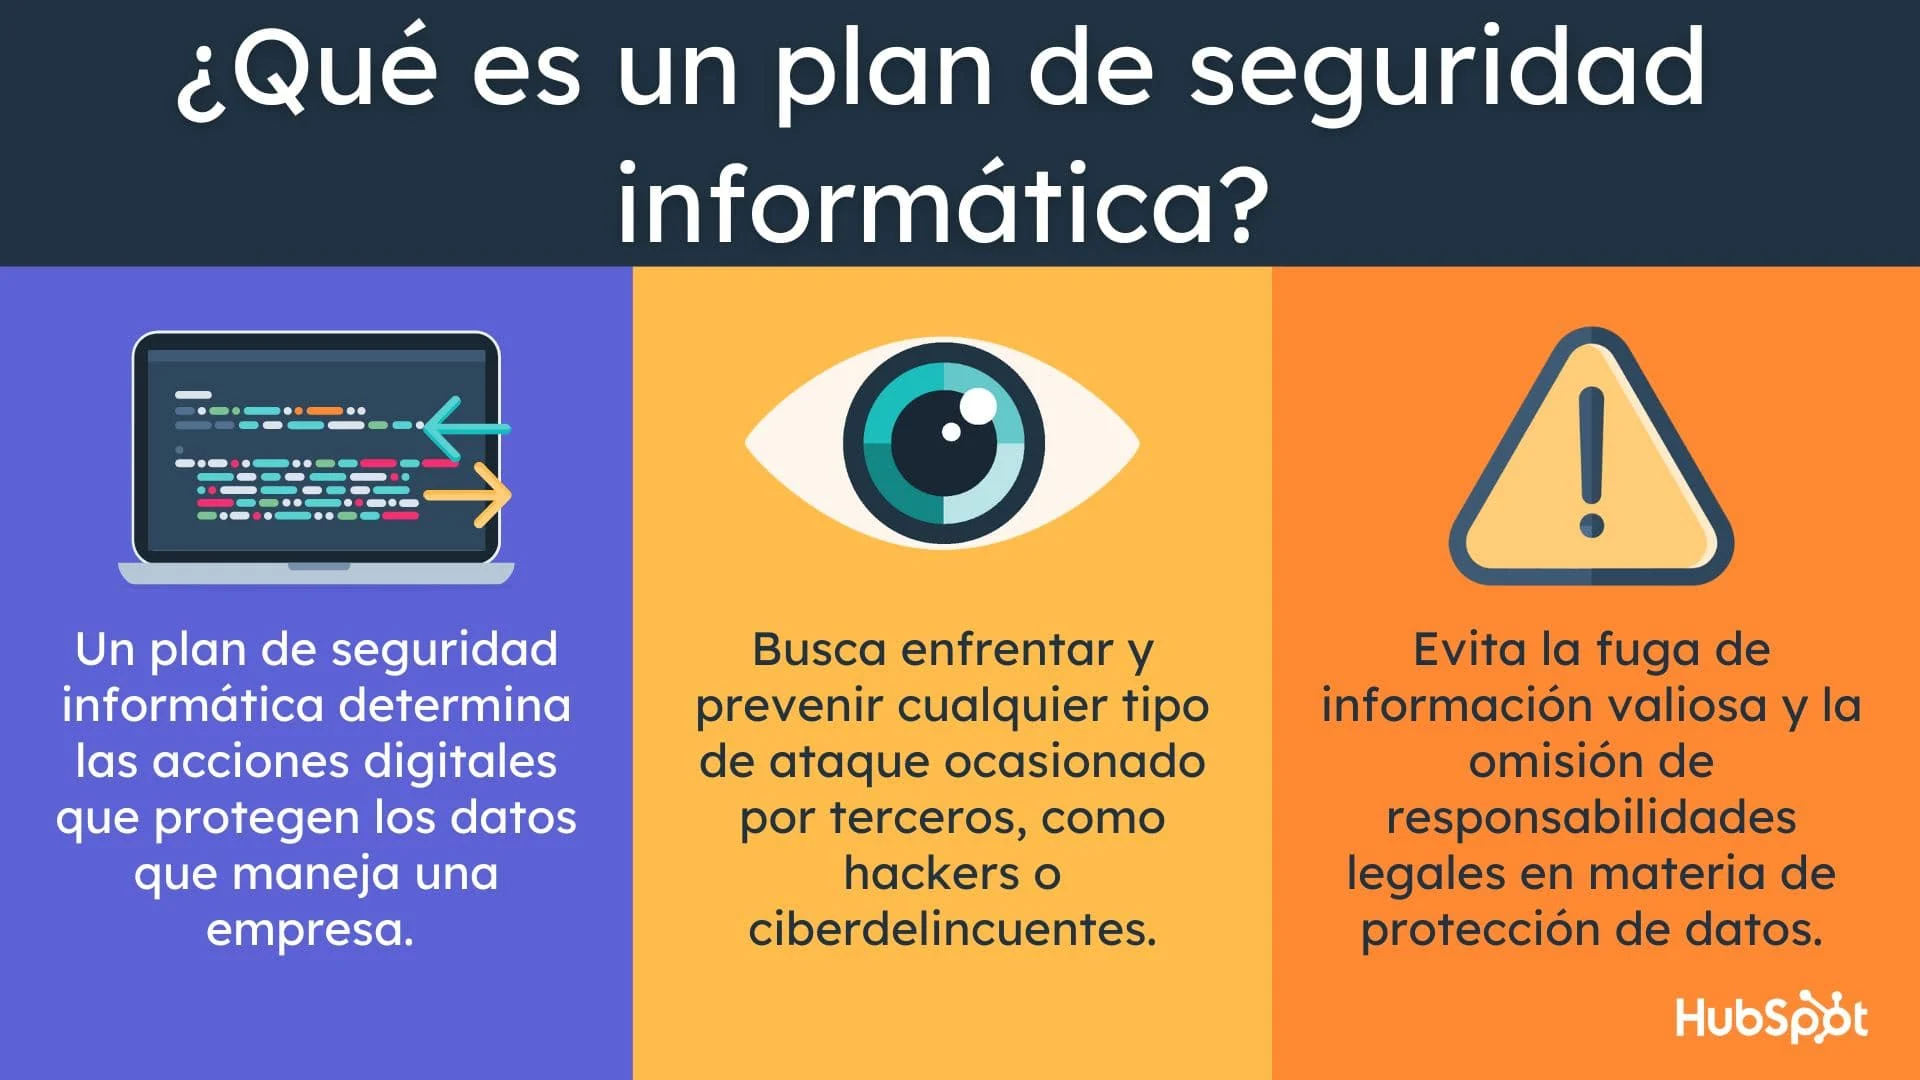 ¿Qué es un plan de seguridad
informática?
Un plan de seguridad
informática determina
las acciones digitales
que protegen los datos
que maneja una
empresa.
Busca enfrentar y
prevenir cualquier tipo
de ataque ocasionado
por terceros, como
hackers o
ciberdelincuentes.
Evita la fuga de
información valiosa y la
omisión de
responsabilidades
legales en materia de
protección de datos.
HubSpot